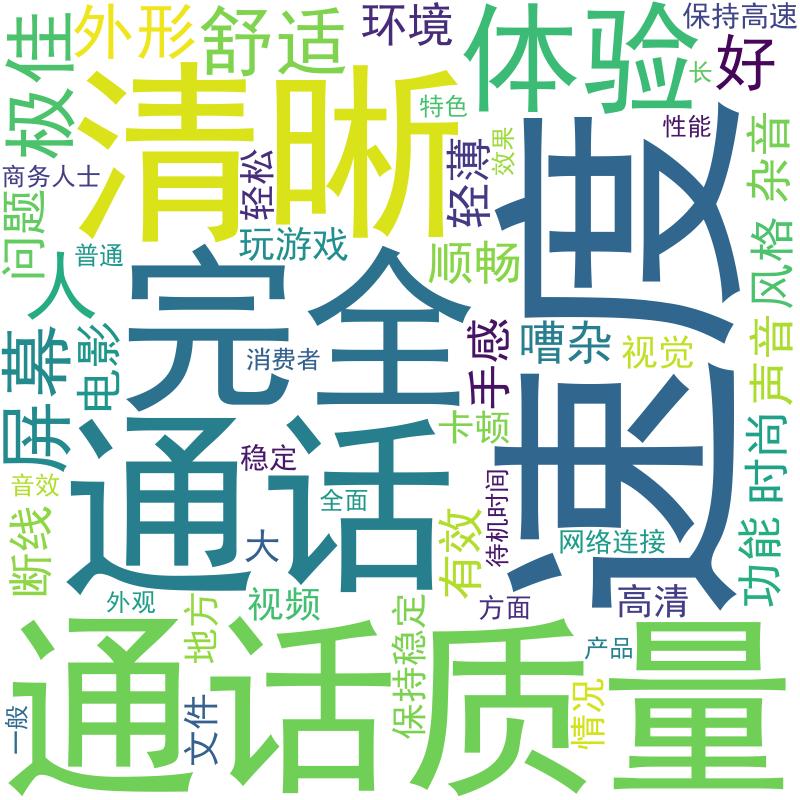 极佳
外形
舒适
环境
体验
保持高速
好
长
清晰
特色
性能
商务人士
轻松
轻薄
效果
杂音
速度
问题
普通
玩游戏
顺畅
风格
人
完全
屏幕
电影
消费者
手感
嘈杂
视觉
声音
通话
卡顿
时尚
稳定
音效
全面
待机时间
断线
大
有效
网络连接
功能
外观
地方
视频
保持稳定
方面
高清
通话质量
产品
一般
文件
情况